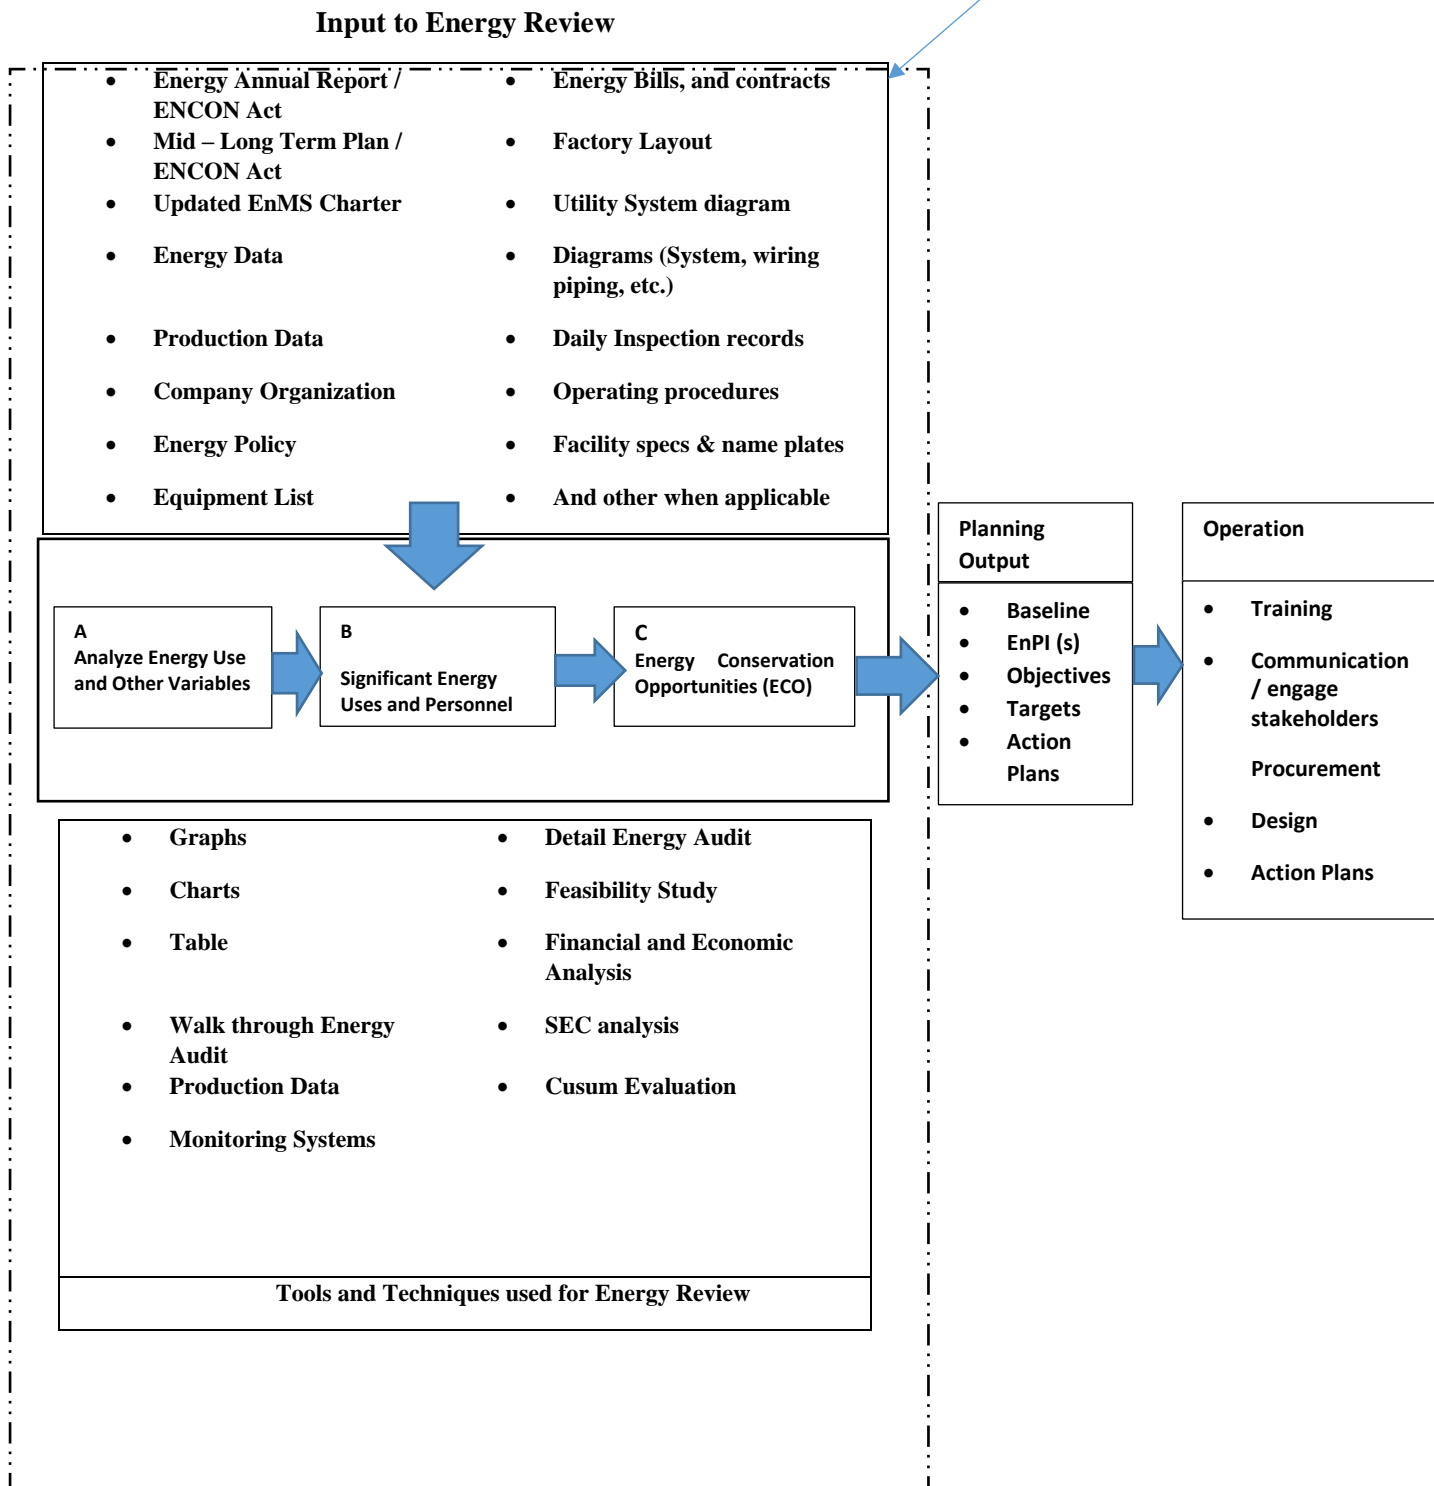 Input to Energy Review
• Energy Annual Report /
ENCON Act
• Mid – Long Term Plan /
ENCON Act
• Updated EnMS Charter
• Energy Data
• Production Data
• Company Organization
• Energy Policy
• Equipment List
• Energy Bills, and contracts
• Factory Layout
• Utility System diagram
• Diagrams (System, wiring
piping, etc.)
• Daily Inspection records
• Operating procedures
• Facility specs & name plates
• And other when applicable
A
Analyze Energy Use
and Other Variables
B
Significant Energy
Uses and Personnel
C
Energy Conservation
Opportunities (ECO)
Planning
Output
• Baseline
• EnPI (s)
• Objectives
• Targets
• Action
Plans
Operation
• Training
• Communication
/ engage
stakeholders
Procurement
• Design
• Action Plans
• Graphs
• Charts
• Table
• Walk through Energy
Audit
• Production Data
• Monitoring Systems
• Detail Energy Audit
• Feasibility Study
• Financial and Economic
Analysis
• SEC analysis
• Cusum Evaluation
Tools and Techniques used for Energy Review